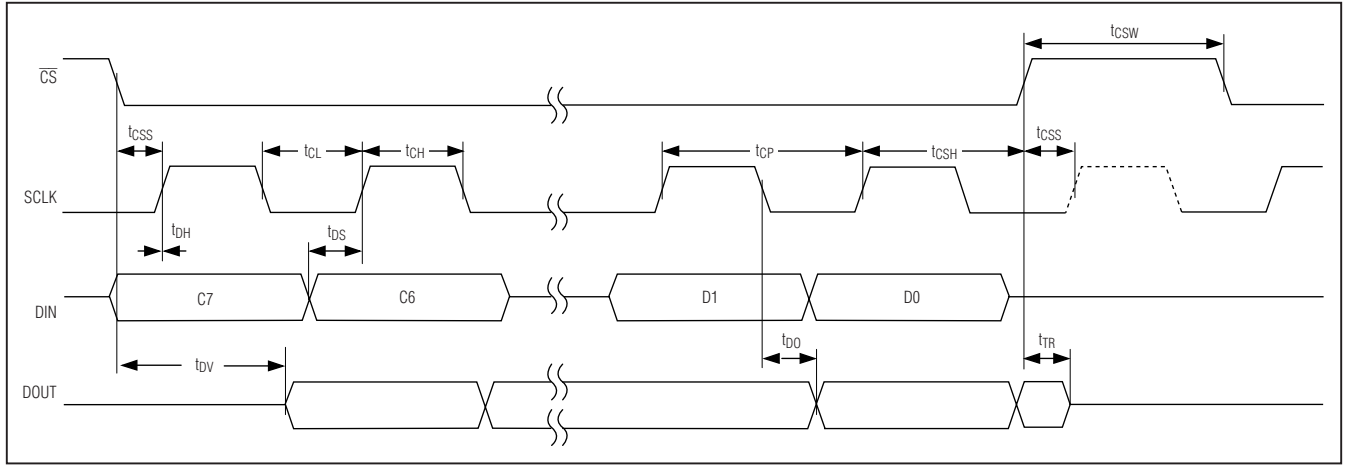 tCSW
CS
tCSS
tCL
tCH
tCP
tCSH
tCSS
SCLK
tDH
tDS
C7
C6
D1
D0
DIN
tDV
tDO
tTR
DOUT